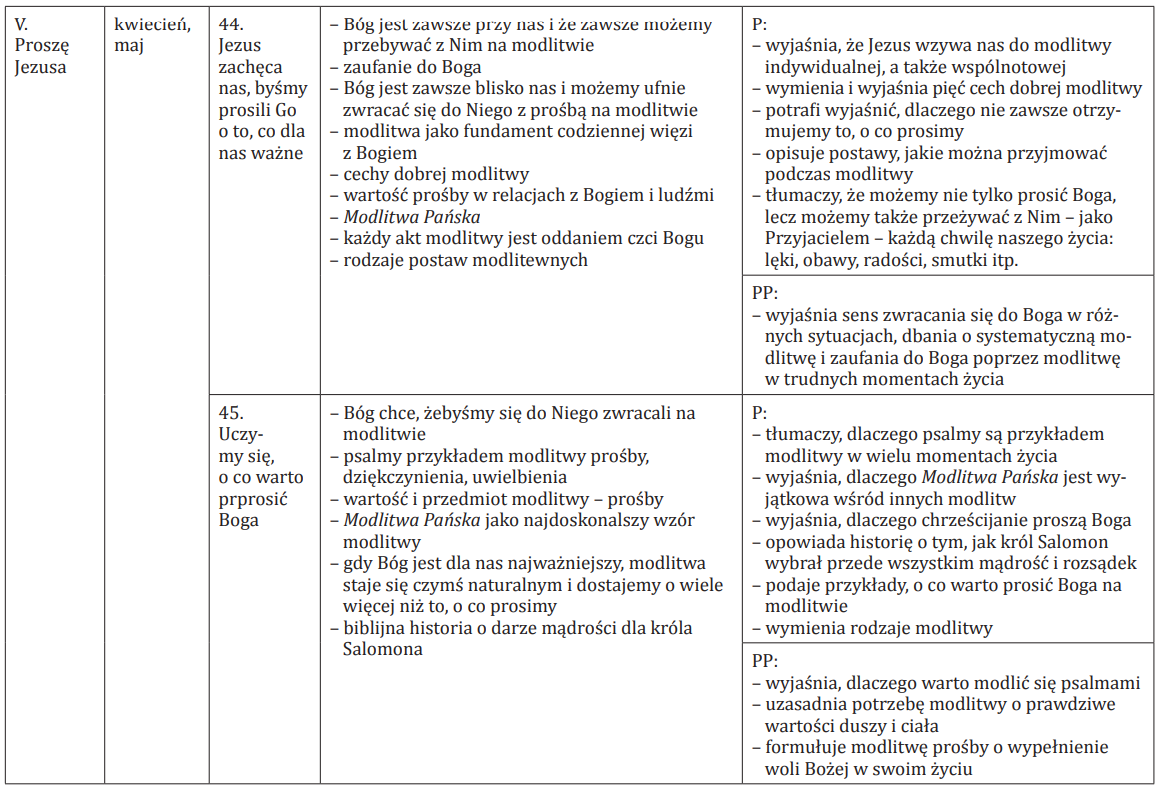 V.
Proszę
Jezusa
kwiecień,
maj
44.
Jezus
zachęca
nas, byśmy
prosili Go
o to, co dla
nas ważne
– Bóg jest zawsze przy nas i że zawsze możemy
przebywać z Nim na modlitwie
– zaufanie do Boga
– Bóg jest zawsze blisko nas i możemy ufnie
zwracać się do Niego z prośbą na modlitwie
– modlitwa jako fundament codziennej więzi
z Bogiem
– cechy dobrej modlitwy
– wartość prośby w relacjach z Bogiem i ludźmi
– Modlitwa Pańska
– każdy akt modlitwy jest oddaniem czci Bogu
– rodzaje postaw modlitewnych
P:
– wyjaśnia, że Jezus wzywa nas do modlitwy
indywidualnej, a także wspólnotowej
– wymienia i wyjaśnia pięć cech dobrej modlitwy
– potrafi wyjaśnić, dlaczego nie zawsze otrzy-
mujemy to, o co prosimy
– opisuje postawy, jakie można przyjmować
podczas modlitwy
– tłumaczy, że możemy nie tylko prosić Boga,
lecz możemy także przeżywać z Nim – jako
Przyjacielem – każdą chwilę naszego życia:
lęki, obawy, radości, smutki itp.
PP:
– wyjaśnia sens zwracania się do Boga w róż-
nych sytuacjach, dbania o systematyczną mo-
dlitwę i zaufania do Boga poprzez modlitwę
w trudnych momentach życia
45.
Uczy-
my się,
o co warto
prprosić
Boga
– Bóg chce, żebyśmy się do Niego zwracali na
modlitwie
– psalmy przykładem modlitwy prośby,
dziękczynienia, uwielbienia
– wartość i przedmiot modlitwy – prośby
– Modlitwa Pańska jako najdoskonalszy wzór
modlitwy
– gdy Bóg jest dla nas najważniejszy, modlitwa
staje się czymś naturalnym i dostajemy o wiele
więcej niż to, o co prosimy
– biblijna historia o darze mądrości dla króla
Salomona
P:
– tłumaczy, dlaczego psalmy są przykładem
modlitwy w wielu momentach życia
– wyjaśnia, dlaczego Modlitwa Pańska jest wy-
jątkowa wśród innych modlitw
– wyjaśnia, dlaczego chrześcijanie proszą Boga
– opowiada historię o tym, jak król Salomon
wybrał przede wszystkim mądrość i rozsądek
– podaje przykłady, o co warto prosić Boga na
modlitwie
– wymienia rodzaje modlitwy
PP:
– wyjaśnia, dlaczego warto modlić się psalmami
– uzasadnia potrzebę modlitwy o prawdziwe
wartości duszy i ciała
– formułuje modlitwę prośby o wypełnienie
woli Bożej w swoim życiu